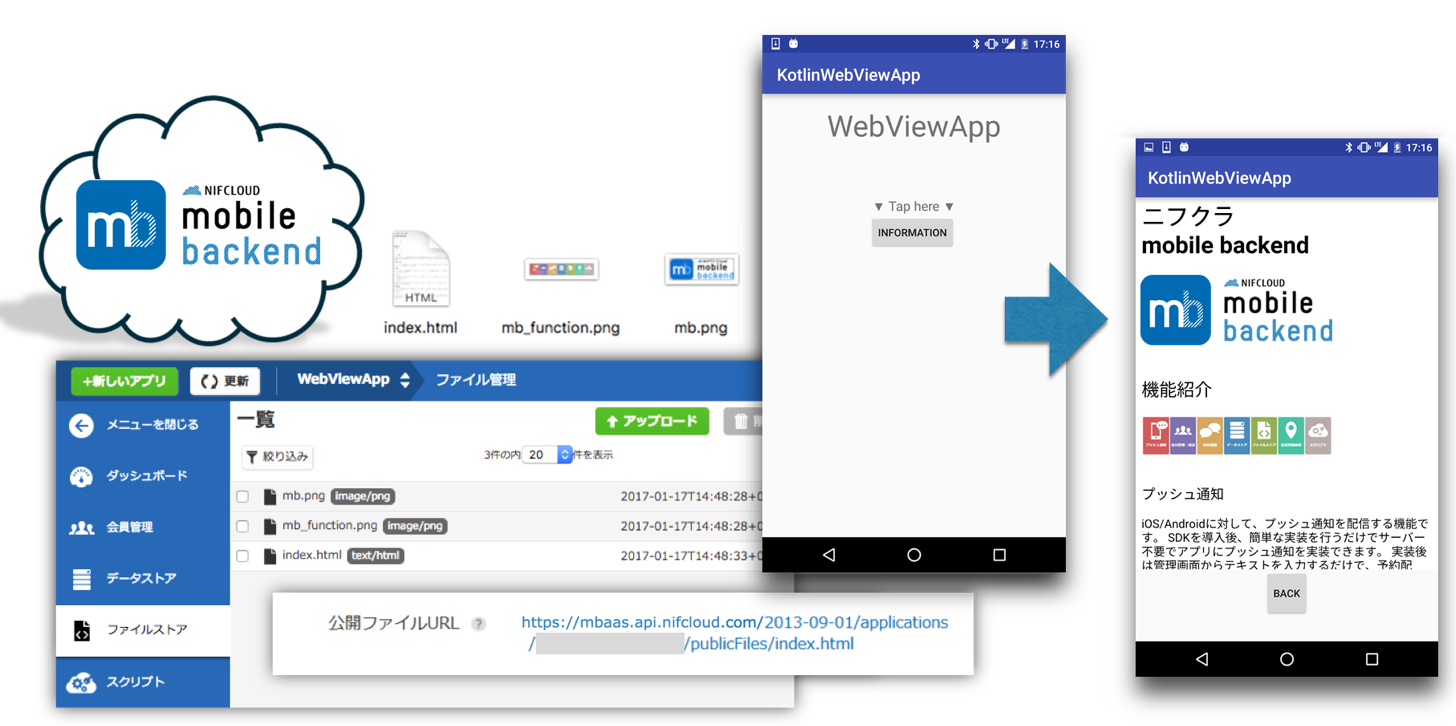 NIFCLOUD
mobile
backend
HTML
index.html
mb_function.png
mobile
backend
mb.png
+新しいアプリ
更新
WebViewApp
ファイル管理
メニューを閉じる
ダッシュボード
会員管理
データストア
ファイルストア
スクリプト
一覧
アップロード
絞り込み
3件の内 20 件を表示
mb.png image/png 2017-01-17T14:48:28+0
mb_function.png image/png 2017-01-17T14:48:28+0
index.html text/html 2017-01-17T14:48:33+0
公開ファイルURL ?
https://mbaas.api.nifcloud.com/2013-09-01/applications
/ /publicFiles/index.html
17:16
KotlinWebViewApp
WebViewApp
▼ Tap here ▼
INFORMATION
17:16
KotlinWebViewApp
ニフクラ
mobile backend
mb
NIFCLOUD
mobile
backend
機能紹介
プッシュ通知
iOS/Androidに対して、プッシュ通知を配信する機能で
す。 SDKを導入後、簡単な実装を行うだけでサーバー
不要でアプリにプッシュ通知を実装できます。 実装後
は管理画面からテキストを入力するだけで、予約配
BACK